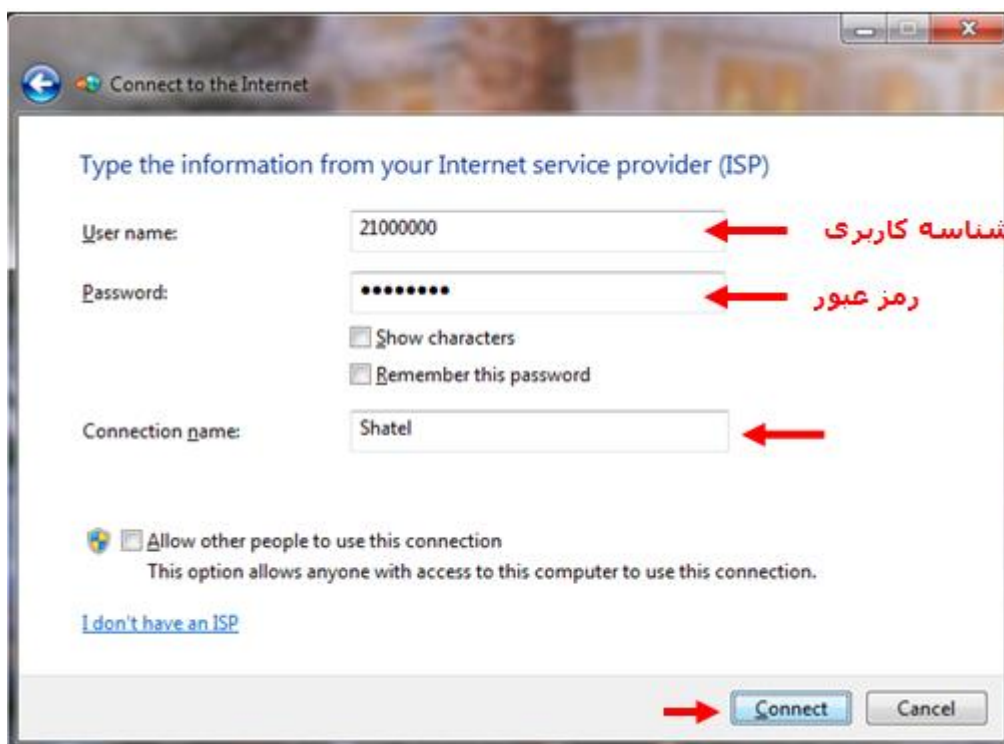 Connect to the Internet
Type the information from your Internet service provider (ISP)
User name: 21000000 شناسه کاربری
Password: ●●●●●●●● رمز عبور
Show characters
Remember this password
Connection name: Shatel
Allow other people to use this connection
This option allows anyone with access to this computer to use this connection.
I don't have an ISP
Connect Cancel